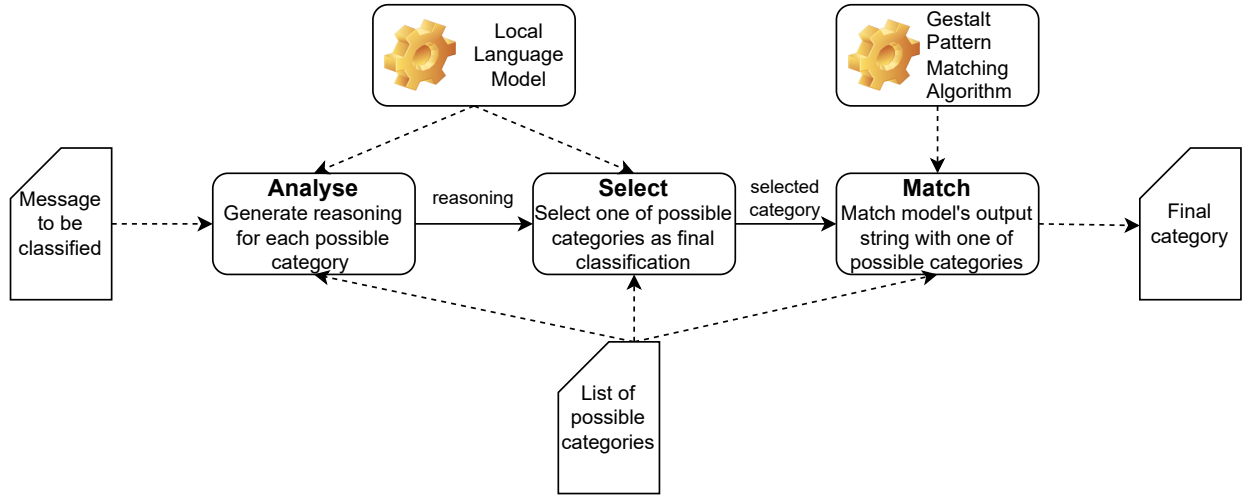 Local
Language
Model
Gestalt
Pattern
Matching
Algorithm
Message
to be
classified
Analyse
Generate reasoning
for each possible
category
reasoning
Select
Select one of possible
categories as final
classification
selected
category
Match
Match model's output
string with one of
possible categories
Final
category
List of
possible
categories